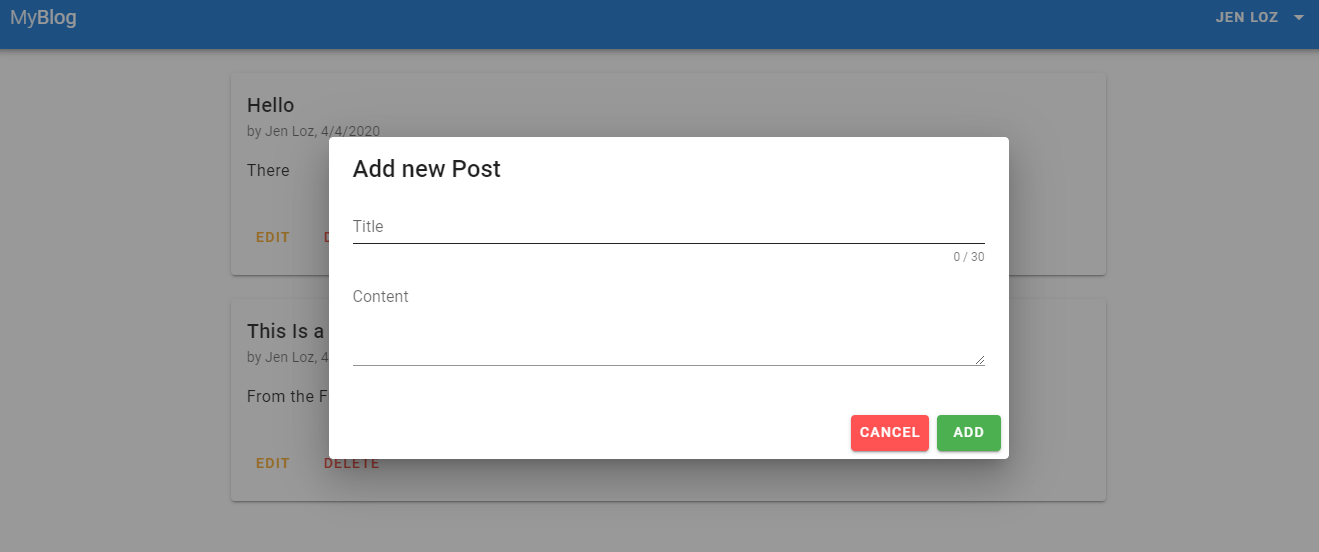 MyBlog
JEN LOZ
Hello
by Jen Loz, 4/4/2020
There
EDIT
Add new Post
Title
0 / 30
Content
CANCEL ADD
This Is a
by Jen Loz, 4
From the F
EDIT DELETE